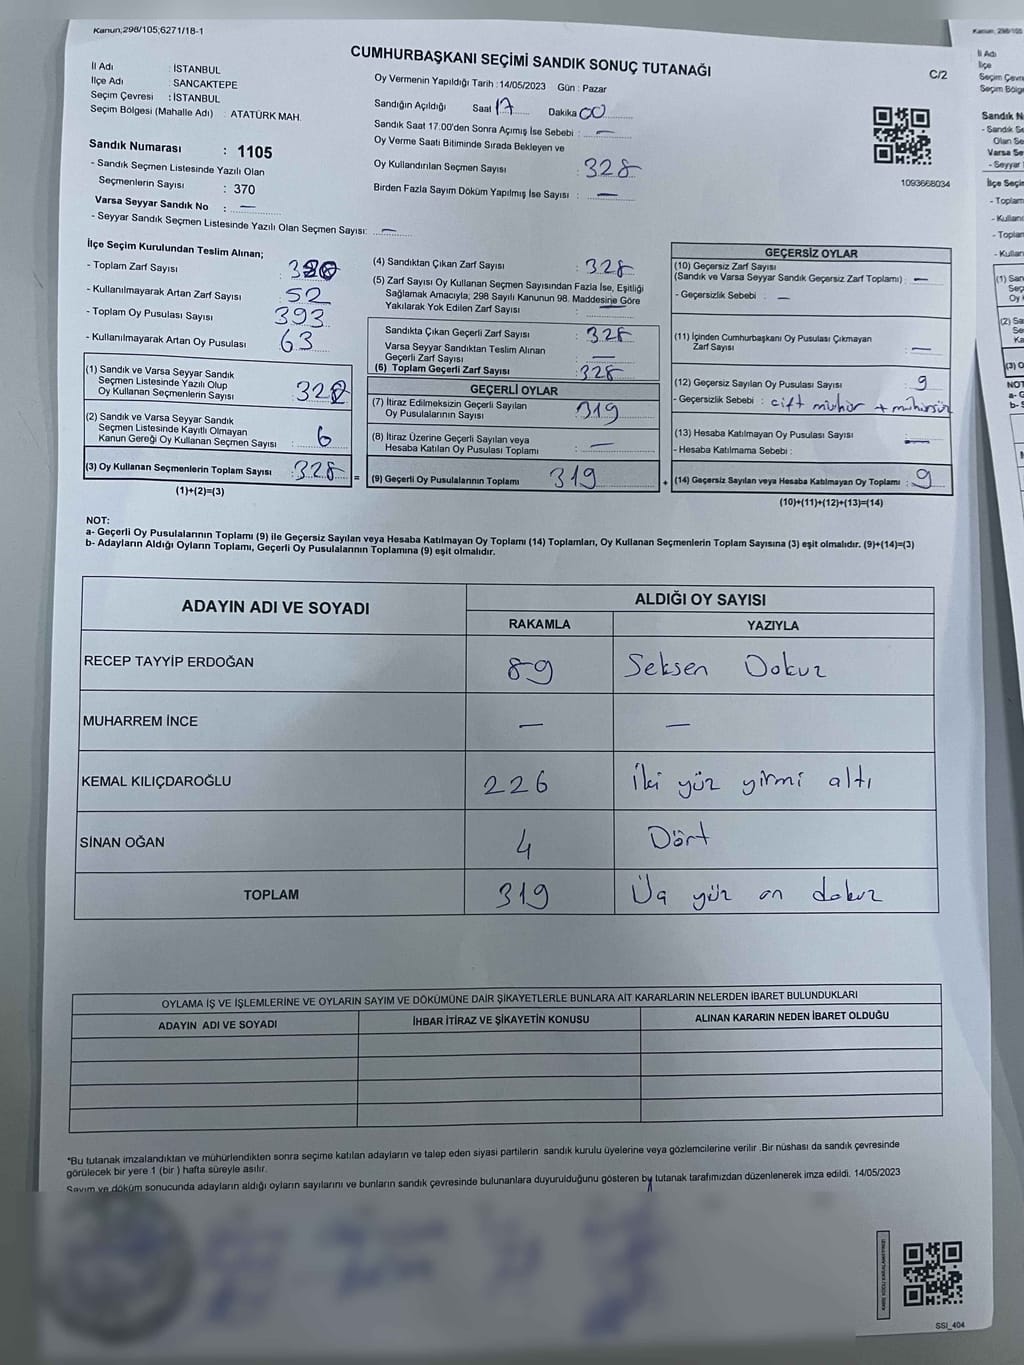 Kanun;298/105;6271/18-1
CUMHURBAŞKANI SEÇİMİ SANDIK SONUÇ TUTANAĞI
C/2
İl Adı : İSTANBUL
İlçe Adı : SANCAKTEPE
Seçim Çevresi : İSTANBUL
Seçim Bölgesi (Mahalle Adı) : ATATÜRK MAH.
Oy Vermenin Yapıldığı Tarih :14/05/2023 Gün : Pazar
Sandığın Açıldığı Saat 17 Dakika 00
Sandık Saat 17.00'den Sonra Açımış İse Sebebi : —
Oy Verme Saati Bitiminde Sırada Bekleyen ve
Oy Kullandırılan Seçmen Sayısı : 328
Birden Fazla Sayım Döküm Yapılmış İse Sayısı : —
1093668034
Sandık Numarası : 1105
- Sandık Seçmen Listesinde Yazılı Olan
Seçmenlerin Sayısı : 370
Varsa Seyyar Sandık No : —
- Seyyar Sandık Seçmen Listesinde Yazılı Olan Seçmen Sayısı: —
İlçe Seçim Kurulundan Teslim Alınan;
- Toplam Zarf Sayısı :
- Kullanılmayarak Artan Zarf Sayısı : 52
- Toplam Oy Pusulası Sayısı : 393
- Kullanılmayarak Artan Oy Pusulası : 63
(1) Sandık ve Varsa Seyyar Sandık
Seçmen Listesinde Yazılı Olup
Oy Kullanan Seçmenlerin Sayısı :
(2) Sandık ve Varsa Seyyar Sandık
Seçmen Listesinde Kayıtlı Olmayan
Kanun Gereği Oy Kullanan Seçmen Sayısı : 6
(3) Oy Kullanan Seçmenlerin Toplam Sayısı : 328
(1)+(2)=(3)
(4) Sandıktan Çıkan Zarf Sayısı : 328
(5) Zarf Sayısı Oy Kullanan Seçmen Sayısından Fazla İse, Eşitliği
Sağlamak Amacıyla; 298 Sayılı Kanunun 98. Maddesine Göre
Yakılarak Yok Edilen Zarf Sayısı : —
Sandıkta Çıkan Geçerli Zarf Sayısı : 328
Varsa Seyyar Sandıktan Teslim Alınan
Geçerli Zarf Sayısı : —
(6) Toplam Geçerli Zarf Sayısı : 328
GEÇERLİ OYLAR
(7) İtiraz Edilmeksizin Geçerli Sayılan
Oy Pusulalarının Sayısı : 319
(8) İtiraz Üzerine Geçerli Sayılan veya
Hesaba Katılan Oy Pusulası Toplamı : —
= (9) Geçerli Oy Pusulalarının Toplamı : 319
GEÇERSİZ OYLAR
(10) Geçersiz Zarf Sayısı
(Sandık ve Varsa Seyyar Sandık Geçersiz Zarf Toplamı) : —
- Geçersizlik Sebebi : —
(11) İçinden Cumhurbaşkanı Oy Pusulası Çıkmayan
Zarf Sayısı : —
(12) Geçersiz Sayılan Oy Pusulası Sayısı : 9
- Geçersizlik Sebebi : çift mühür + mühürsüz
(13) Hesaba Katılmayan Oy Pusulası Sayısı : —
- Hesaba Katılmama Sebebi :
+ (14) Geçersiz Sayılan veya Hesaba Katılmayan Oy Toplamı : 9
(10)+(11)+(12)+(13)=(14)
NOT:
a- Geçerli Oy Pusulalarının Toplamı (9) ile Geçersiz Sayılan veya Hesaba Katılmayan Oy Toplamı (14) Toplamları, Oy Kullanan Seçmenlerin Toplam Sayısına (3) eşit olmalıdır. (9)+(14)=(3)
b- Adayların Aldığı Oyların Toplamı, Geçerli Oy Pusulalarının Toplamına (9) eşit olmalıdır.
ADAYIN ADI VE SOYADI ALDIĞI OY SAYISI
RAKAMLA YAZIYLA
RECEP TAYYİP ERDOĞAN 89 Seksen Dokuz
MUHARREM İNCE — —
KEMAL KILIÇDAROĞLU 226 İki yüz yirmi altı
SİNAN OĞAN 4 Dört
TOPLAM 319 Üç yüz on dokuz
OYLAMA İŞ VE İŞLEMLERİNE VE OYLARIN SAYIM VE DÖKÜMÜNE DAİR ŞİKAYETLERLE BUNLARA AİT KARARLARIN NELERDEN İBARET BULUNDUKLARI
ADAYIN ADI VE SOYADI İHBAR İTİRAZ VE ŞİKAYETİN KONUSU ALINAN KARARIN NEDEN İBARET OLDUĞU
*Bu tutanak imzalandıktan ve mühürlendikten sonra seçime katılan adayların ve talep eden siyasi partilerin sandık kurulu üyelerine veya gözlemcilerine verilir .Bir nüshası da sandık çevresinde
görülecek bir yere 1 (bir ) hafta süreyle asılır.
Sayım ve döküm sonucunda adayların aldığı oyların sayılarını ve bunların sandık çevresinde bulunanlara duyurulduğunu gösteren bu tutanak tarafımızdan düzenlenerek imza edildi. 14/05/2023
SSI_404